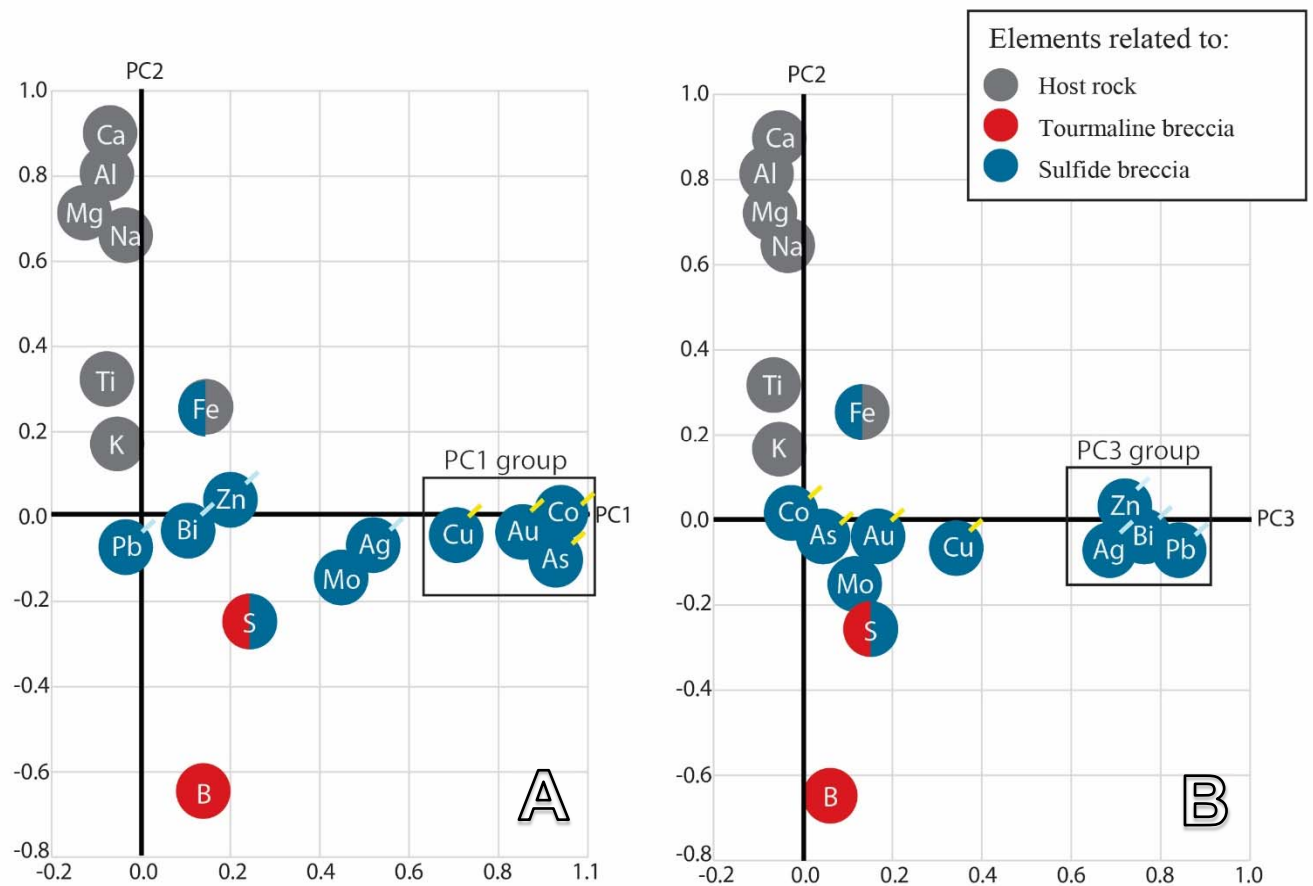 PC2
1.0
0.8
0.6
0.4
0.2
0.0
-0.2
-0.4
-0.6
-0.8
-0.2
0.0
0.2
0.4
0.6
0.8
1.1
Ca
Al
Mg
Na
Ti
K
Fe
Zn
Bi
Pb
Ag
Mo
S
B
PC1 group
Cu
Au
Co
As
PC1
A
PC2
1.0
0.8
0.6
0.4
0.2
0.0
-0.2
-0.4
-0.6
-0.8
-0.2
0.0
0.2
0.4
0.6
0.8
1.0
Ca
Al
Mg
Na
Ti
K
Fe
Co
As
Au
Cu
Mo
S
B
PC3 group
Zn
Ag
Bi
Pb
PC3
B
Elements related to:
Host rock
Tourmaline breccia
Sulfide breccia